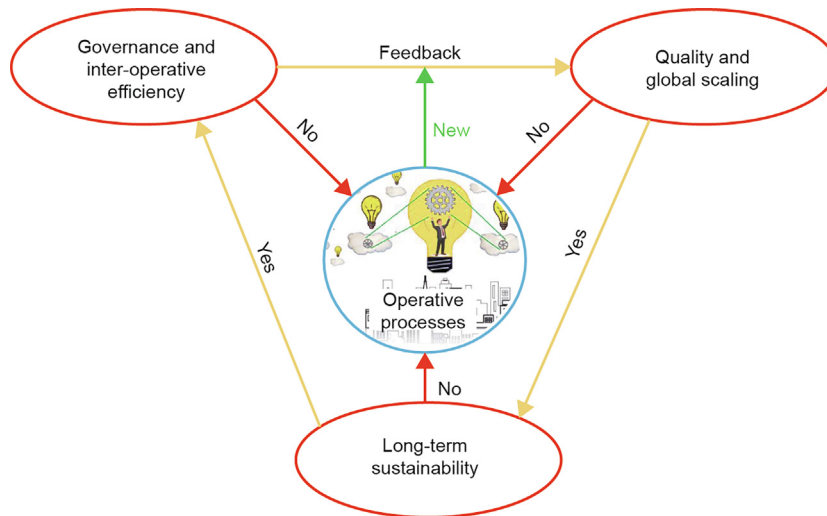 Governance and
inter-operative
efficiency
Feedback
Quality and
global scaling
No
New
No
Yes
Yes
Operative
processes
No
Long-term
sustainability